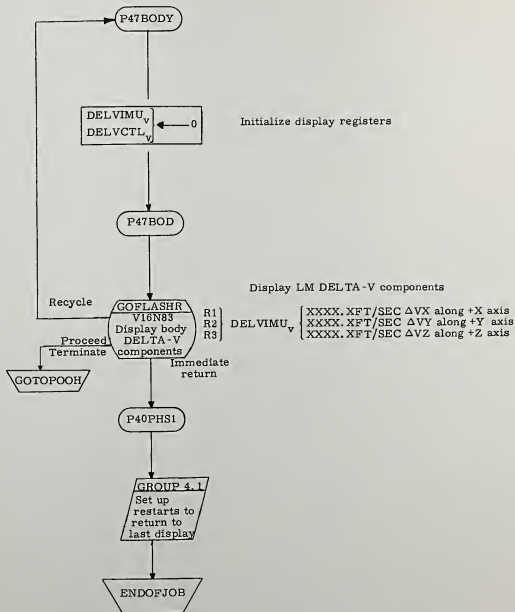 P47BODY
DELVIMU_v
DELVCTL_v
0
Initialize display registers
P47BOD
Display LM DELTA-V components
Recycle
GOFLASHR
V16N83
Display body
DELTA-V
components
R1
R2
R3
DELVIMU_v
XXXX.XFT/SEC ΔVX along +X axis
XXXX.XFT/SEC ΔVY along +Y axis
XXXX.XFT/SEC ΔVZ along +Z axis
Proceed
Terminate
Immediate
return
GOTOPOOH
P40PHS1
GROUP 4.1
Set up
restarts to
return to
last display
ENDOFJOB